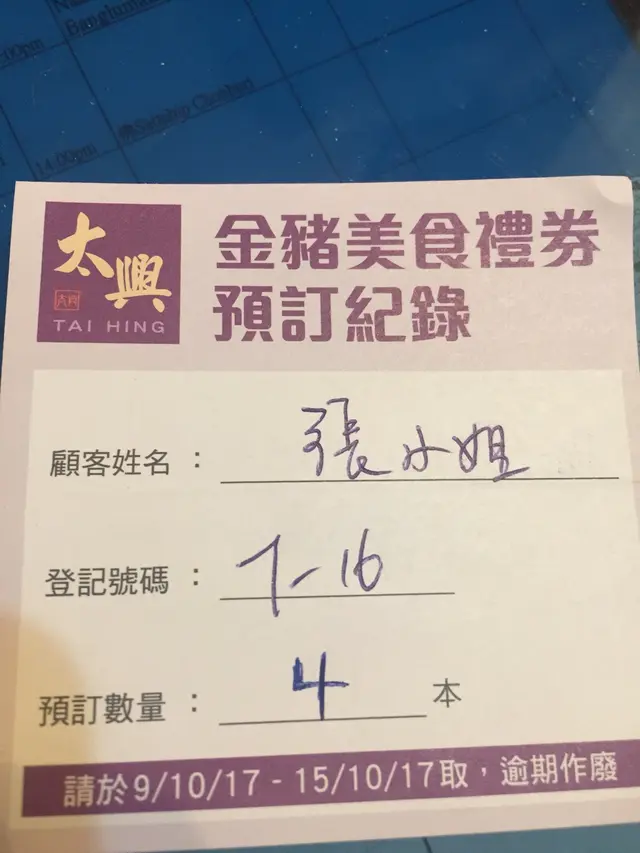 14:00pm
太興
TAI HING
金豬美食禮券
預訂紀錄
顧客姓名：張小姐
登記號碼：7-16
預訂數量：4本
請於9/10/17 - 15/10/17取，逾期作廢